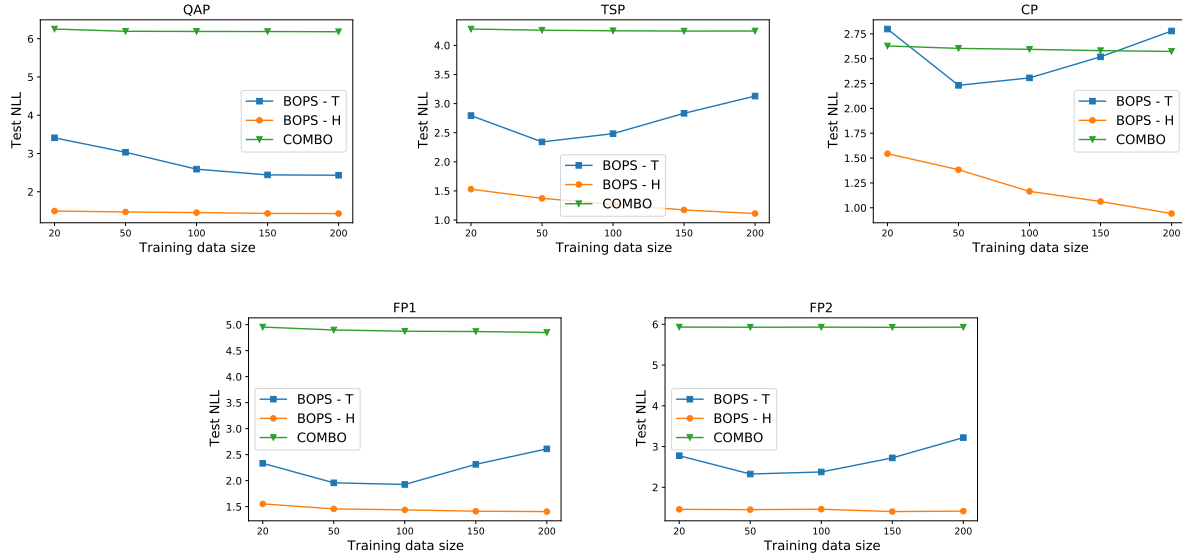 QAP
Test NLL
6
5
4
3
2
BOPS - T
BOPS - H
COMBO
20 50 100 150 200
Training data size
TSP
Test NLL
4.0
3.5
3.0
2.5
2.0
1.5
1.0
BOPS - T
BOPS - H
COMBO
20 50 100 150 200
Training data size
CP
Test NLL
2.75
2.50
2.25
2.00
1.75
1.50
1.25
1.00
BOPS - T
BOPS - H
COMBO
20 50 100 150 200
Training data size
FP1
Test NLL
5.0
4.5
4.0
3.5
3.0
2.5
2.0
1.5
BOPS - T
BOPS - H
COMBO
20 50 100 150 200
Training data size
FP2
Test NLL
6
5
4
3
2
BOPS - T
BOPS - H
COMBO
20 50 100 150 200
Training data size